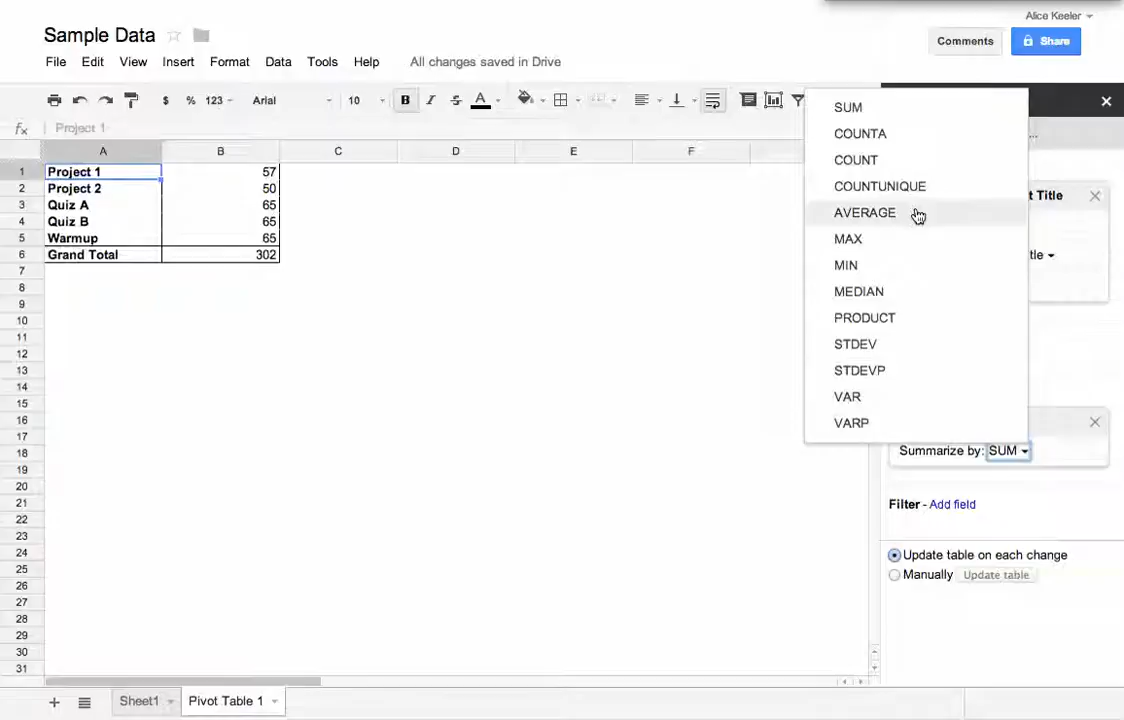 Alice Keeler
Sample Data
Comments
Share
File Edit View Insert Format Data Tools Help All changes saved in Drive
$ % 123 Arial 10 B I S A
fx Project 1
A B C D E F
1 Project 1 57
2 Project 2 50
3 Quiz A 65
4 Quiz B 65
5 Warmup 65
6 Grand Total 302
7
8
9
10
11
12
13
14
15
16
17
18
19
20
21
22
23
24
25
26
27
28
29
30
31
SUM
COUNTA
COUNT
COUNTUNIQUE
AVERAGE
MAX
MIN
MEDIAN
PRODUCT
STDEV
STDEVP
VAR
VARP
...
t Title
tle
Summarize by: SUM
Filter - Add field
Update table on each change
Manually Update table
Sheet1 Pivot Table 1